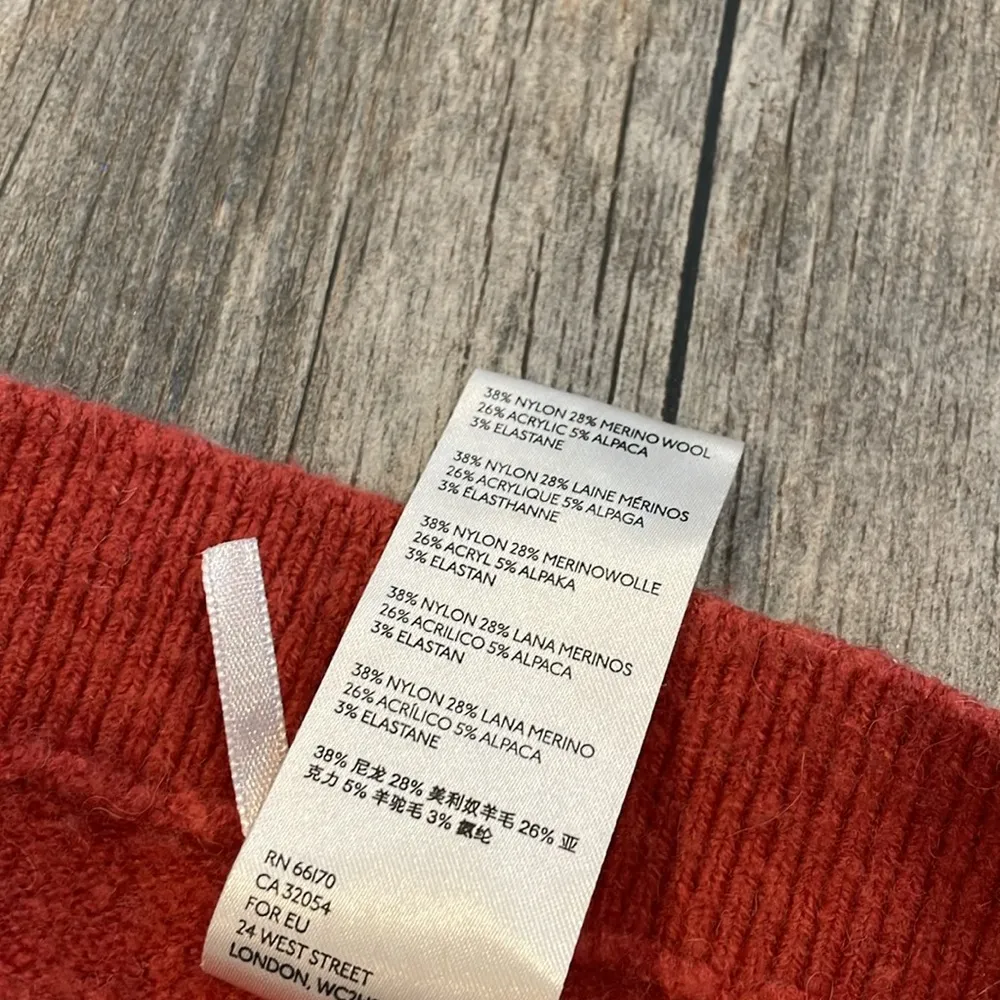 38% NYLON 28% MERINO WOOL
26% ACRYLIC 5% ALPACA
3% ELASTANE
38% NYLON 28% LAINE MÉRINOS
26% ACRYLIQUE 5% ALPAGA
3% ÉLASTHANNE
38% NYLON 28% MERINOWOLLE
26% ACRYL 5% ALPAKA
3% ELASTAN
38% NYLON 28% LANA MERINOS
26% ACRILICO 5% ALPACA
3% ELASTAN
38% NYLON 28% LANA MERINO
26% ACRÍLICO 5% ALPACA
3% ELASTANE
38% 尼龙 28% 美利奴羊毛 26% 亚
克力 5% 羊驼毛 3% 氨纶
RN 66170
CA 32054
FOR EU
24 WEST STREET
LONDON,